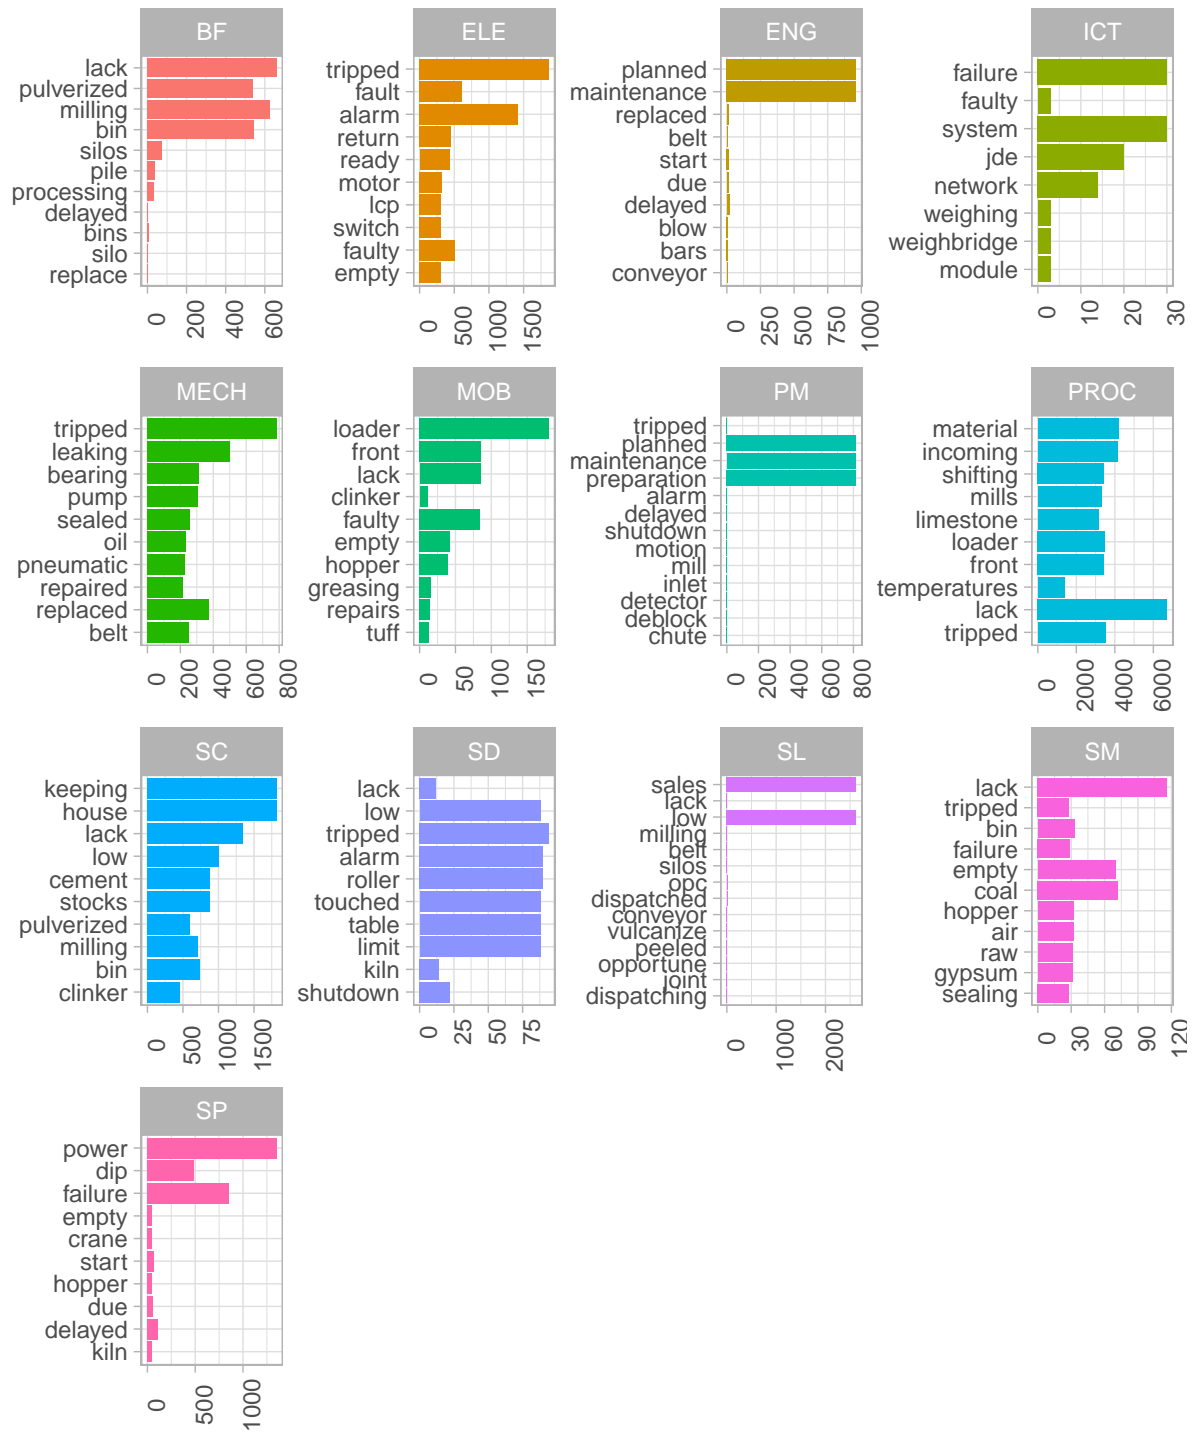 BF
lack
pulverized
milling
bin
silos
pile
processing
delayed
bins
silo
replace
0
200
400
600
ELE
tripped
fault
alarm
return
ready
motor
lcp
switch
faulty
empty
0
500
1000
1500
ENG
planned
maintenance
replaced
belt
start
due
delayed
blow
bars
conveyor
0
250
500
750
1000
ICT
failure
faulty
system
jde
network
weighing
weighbridge
module
0
10
20
30
MECH
tripped
leaking
bearing
pump
sealed
oil
pneumatic
repaired
replaced
belt
0
200
400
600
800
MOB
loader
front
lack
clinker
faulty
empty
hopper
greasing
repairs
tuff
0
50
100
150
PM
tripped
planned
maintenance
preparation
alarm
delayed
shutdown
motion
mill
inlet
detector
deblock
chute
0
200
400
600
800
PROC
material
incoming
shifting
mills
limestone
loader
front
temperatures
lack
tripped
0
2000
4000
6000
SC
keeping
house
lack
low
cement
stocks
pulverized
milling
bin
clinker
0
500
1000
1500
SD
lack
low
tripped
alarm
roller
touched
table
limit
kiln
shutdown
0
25
50
75
SL
sales
lack
low
milling
belt
silos
opc
dispatched
conveyor
vulcanize
peeled
opportune
joint
dispatching
0
1000
2000
SM
lack
tripped
bin
failure
empty
coal
hopper
air
raw
gypsum
sealing
0
30
60
90
120
SP
power
dip
failure
empty
crane
start
hopper
due
delayed
kiln
0
500
1000